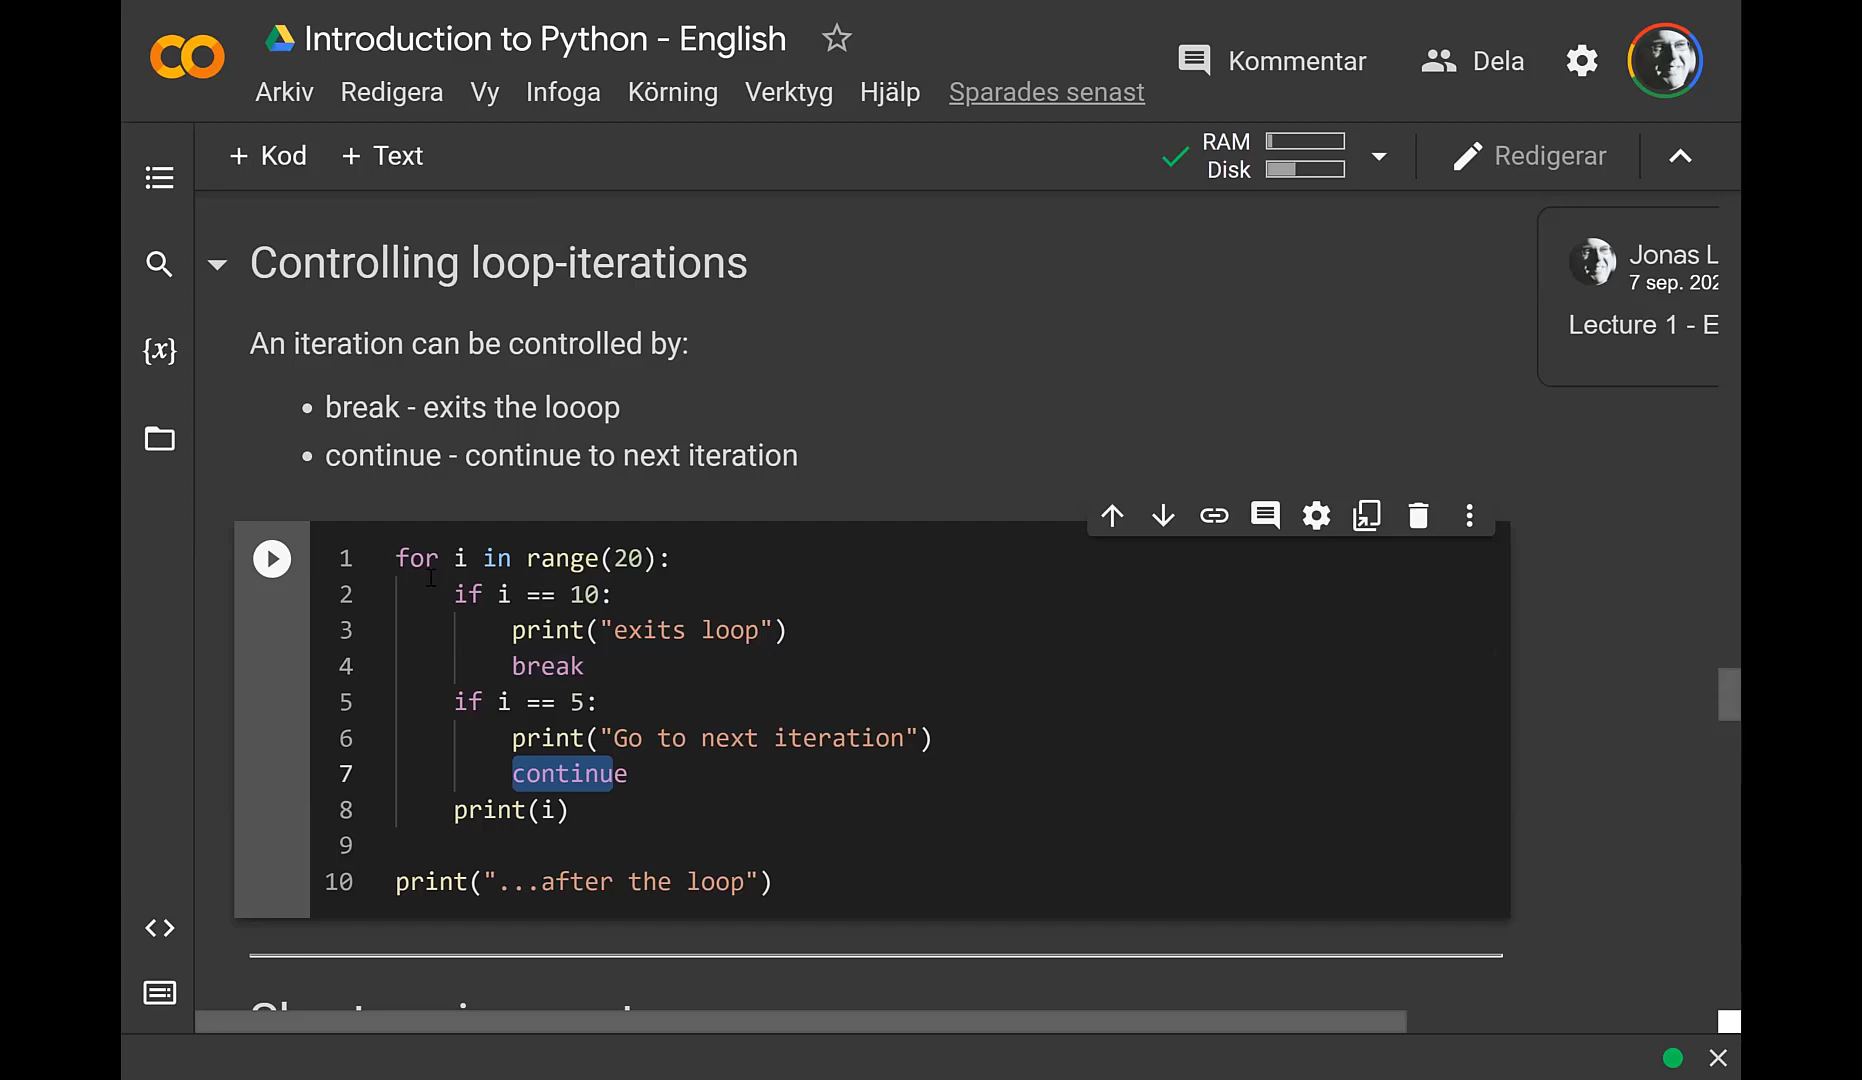 Introduction to Python - English
Arkiv Redigera Vy Infoga Körning Verktyg Hjälp Sparades senast
Kommentar
Dela
+ Kod + Text
RAM
Disk
Redigerar
Controlling loop-iterations
An iteration can be controlled by:
• break - exits the looop
• continue - continue to next iteration
Jonas L
7 sep. 202
Lecture 1 - E
{x}
1 for i in range(20):
2 if i == 10:
3 print("exits loop")
4 break
5 if i == 5:
6 print("Go to next iteration")
7 continue
8 print(i)
9
10 print("...after the loop")